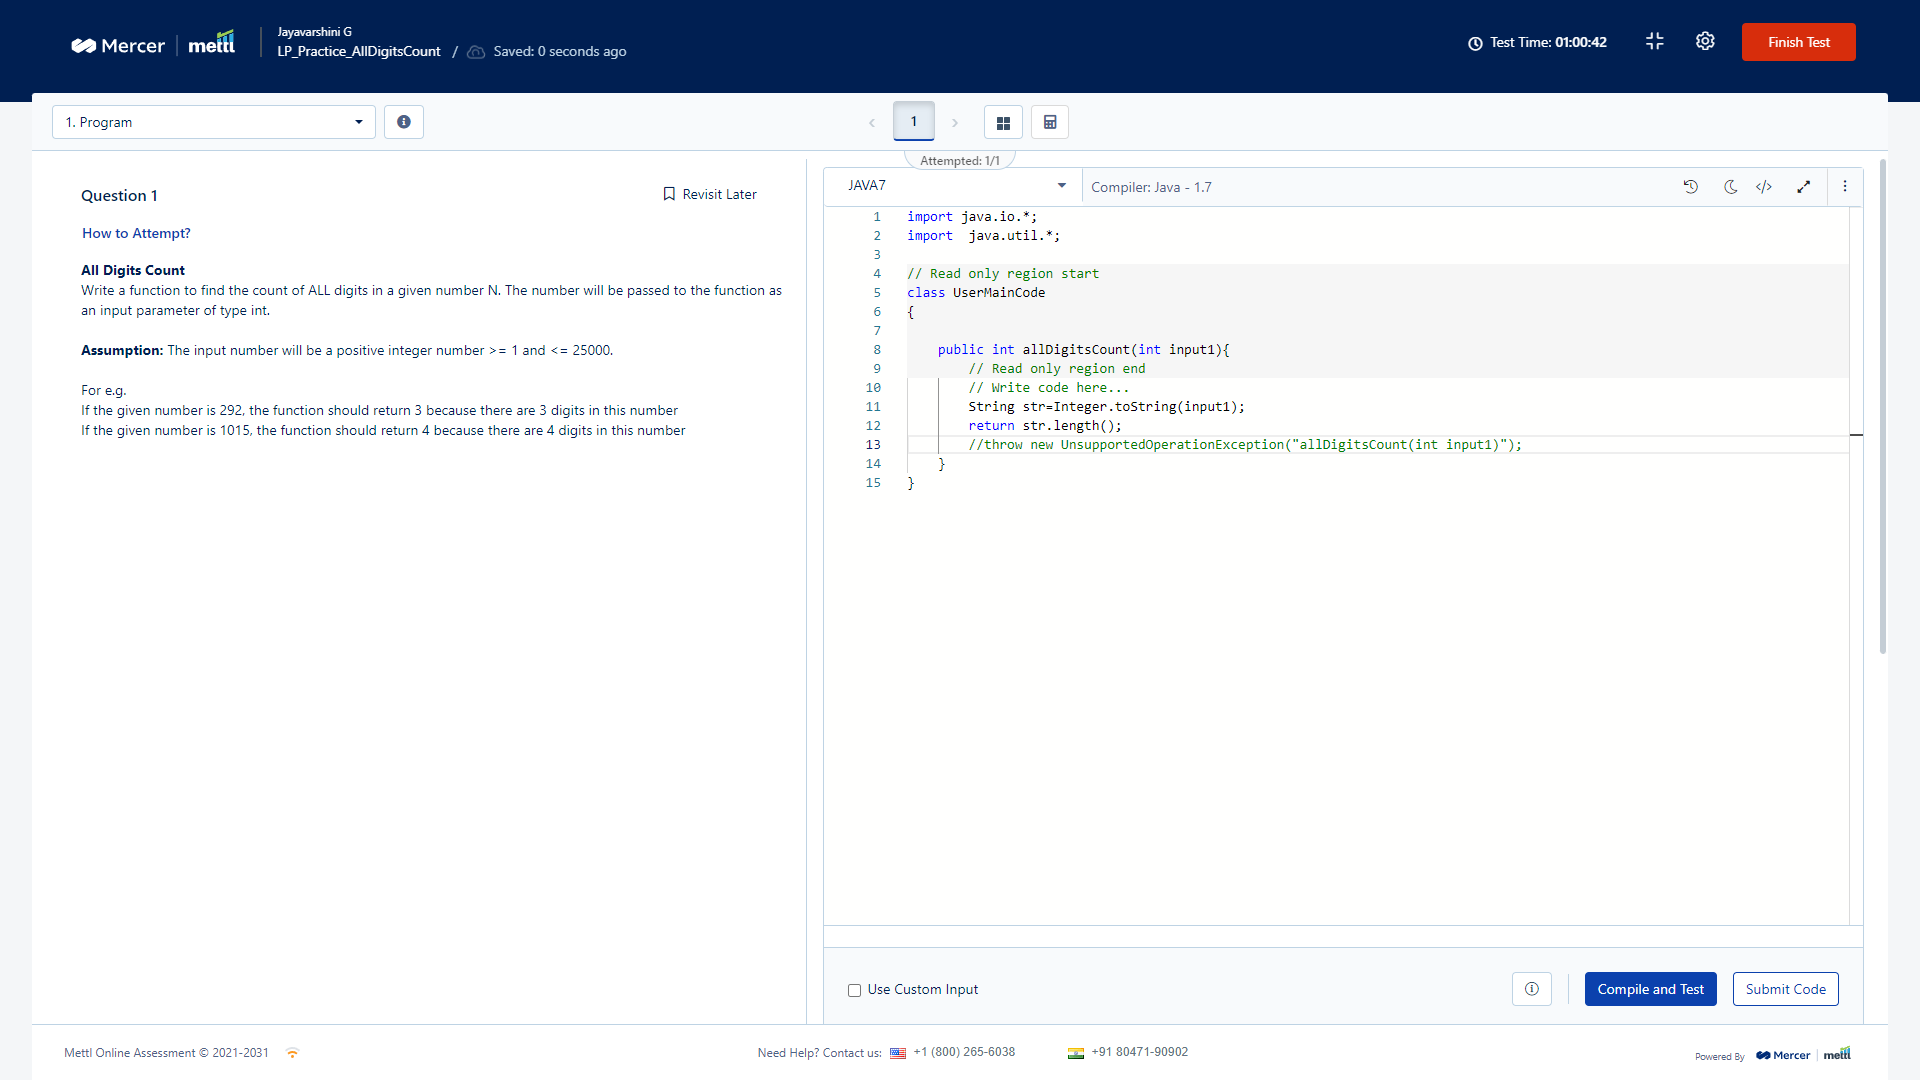 Mercer mettl
Jayavarshini G
LP_Practice_AllDigitsCount / Saved: 0 seconds ago
Test Time: 01:00:42
Finish Test
1. Program
1
Attempted: 1/1
Question 1
Revisit Later
How to Attempt?
All Digits Count
Write a function to find the count of ALL digits in a given number N. The number will be passed to the function as
an input parameter of type int.
Assumption: The input number will be a positive integer number >= 1 and <= 25000.
For e.g.
If the given number is 292, the function should return 3 because there are 3 digits in this number
If the given number is 1015, the function should return 4 because there are 4 digits in this number
JAVA7
Compiler: Java - 1.7
1 import java.io.*;
2 import  java.util.*;
3
4 // Read only region start
5 class UserMainCode
6 {
7
8     public int allDigitsCount(int input1){
9         // Read only region end
10         // Write code here...
11         String str=Integer.toString(input1);
12         return str.length();
13         //throw new UnsupportedOperationException("allDigitsCount(int input1)");
14     }
15 }
Use Custom Input
Compile and Test
Submit Code
Mettl Online Assessment © 2021-2031
Need Help? Contact us: +1 (800) 265-6038
+91 80471-90902
Powered By Mercer mettl